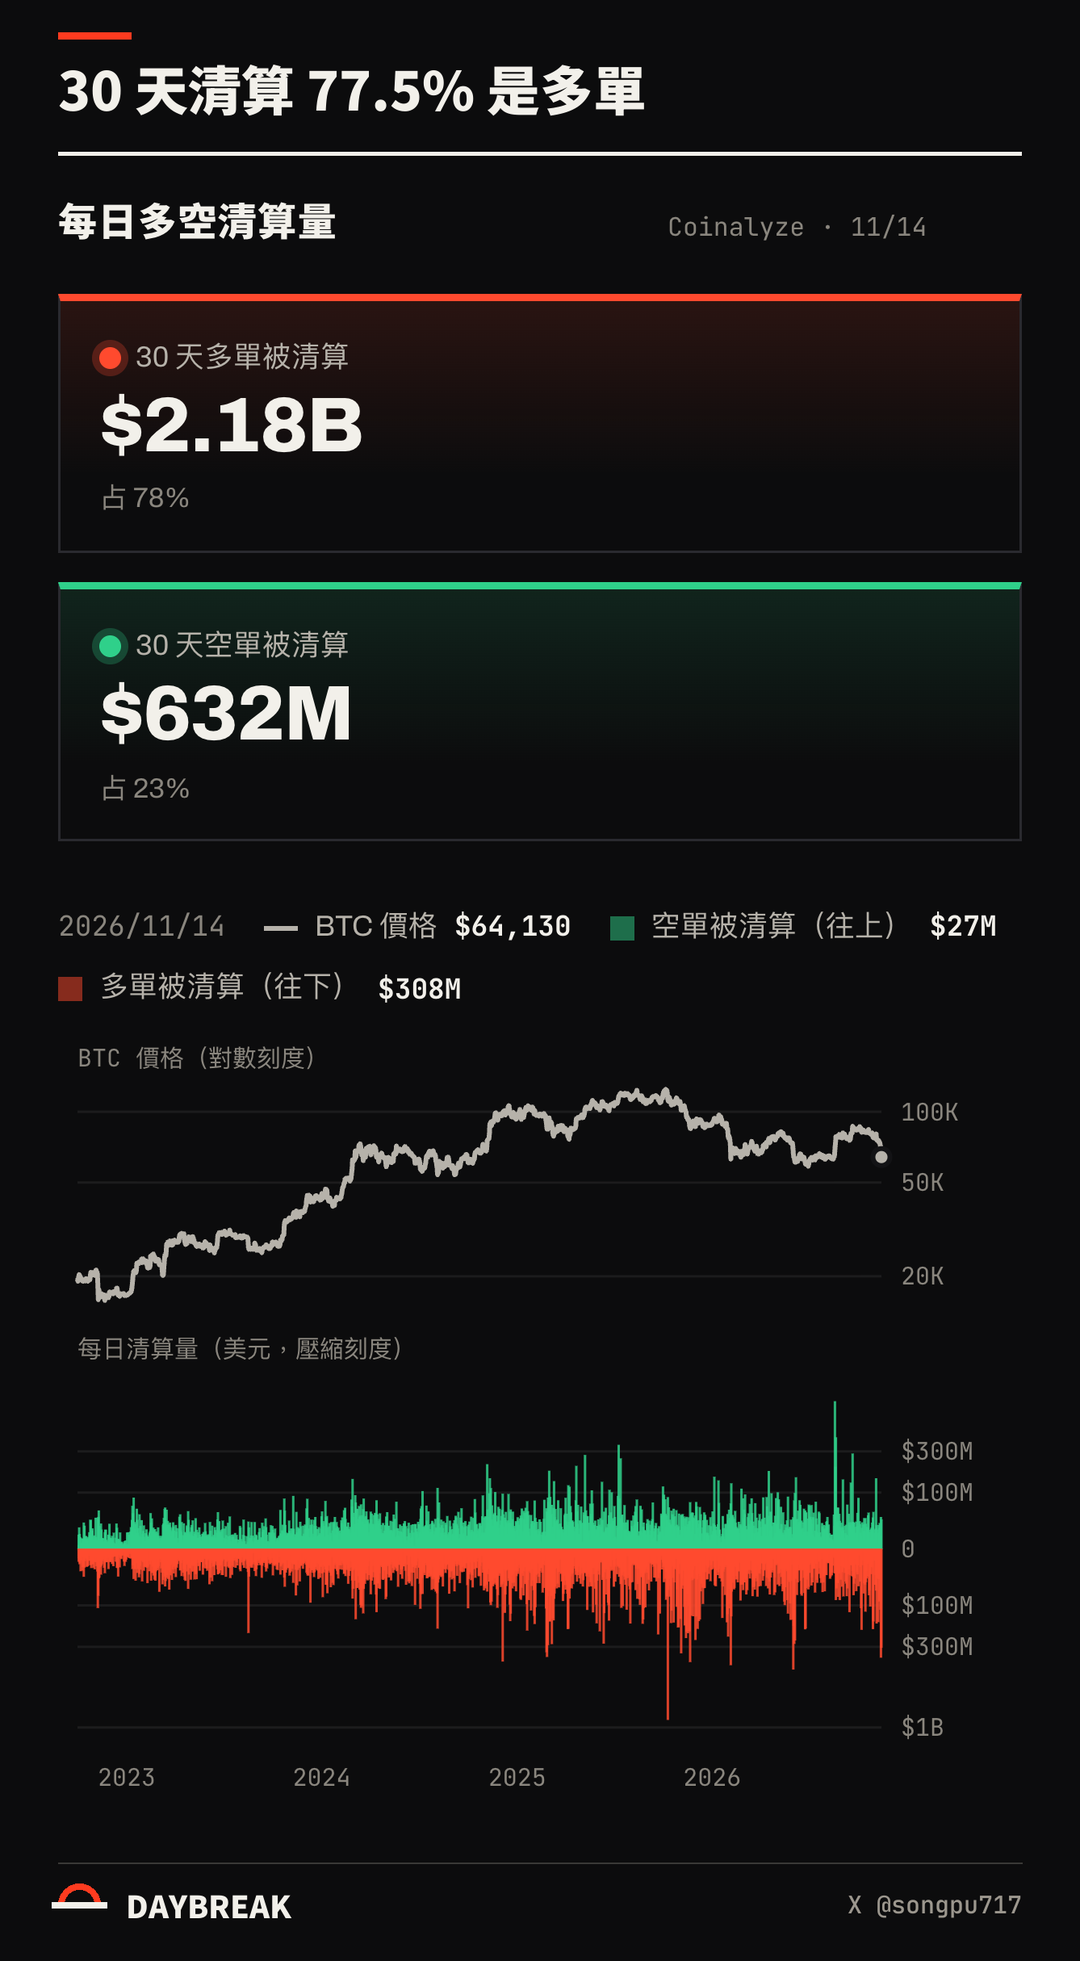 30 天清算 77.5% 是多單
每日多空清算量
Coinalyze · 11/14
30 天多單被清算
$2.18B
占 78%
30 天空單被清算
$632M
占 23%
2026/11/14 BTC 價格 $64,130 空單被清算（往上） $27M
多單被清算（往下） $308M
BTC 價格（對數刻度）
100K
50K
20K
每日清算量（美元，壓縮刻度）
$300M
$100M
0
$100M
$300M
$1B
2023 2024 2025 2026
DAYBREAK
X @songpu717